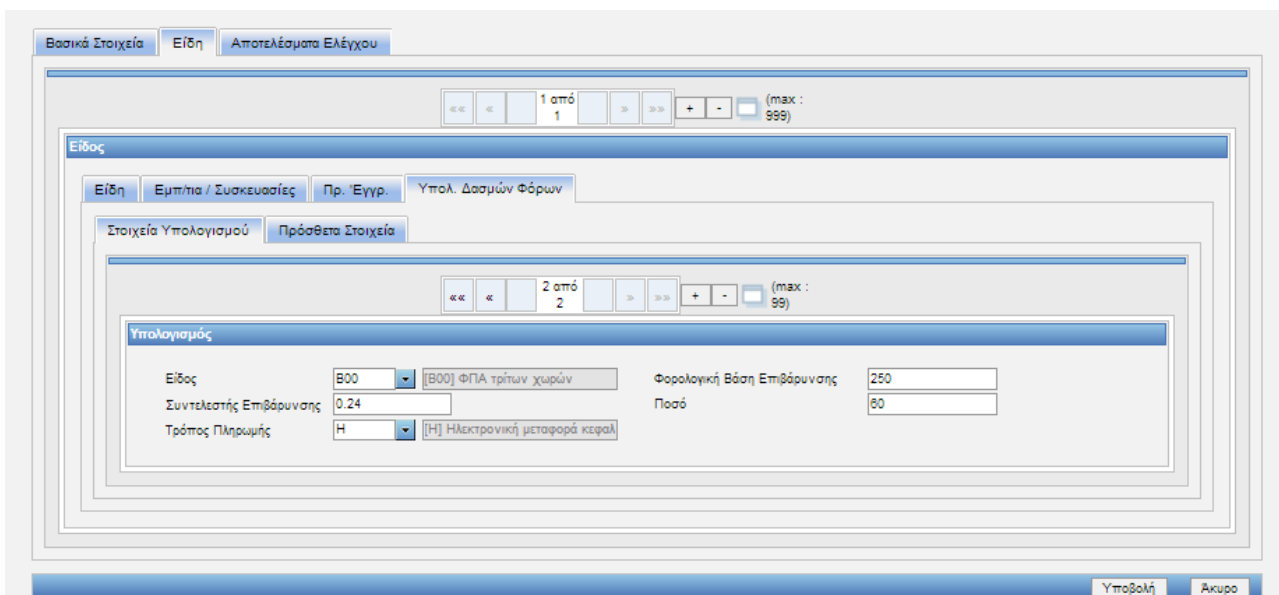 Βασικά Στοιχεία Είδη Αποτελέσματα Ελέγχου
«« « 1 από 1 » »» + - (max : 999)
Είδος
Είδη Εμπ/τια / Συσκευασίες Πρ. Έγγρ. Υπολ. Δασμών Φόρων
Στοιχεία Υπολογισμού Πρόσθετα Στοιχεία
«« « 2 από 2 » »» + - (max : 99)
Υπολογισμός
Είδος B00 [B00] ΦΠΑ τρίτων χωρών Φορολογική Βάση Επιβάρυνσης 250
Συντελεστής Επιβάρυνσης 0.24 Ποσό 60
Τρόπος Πληρωμής H [H] Ηλεκτρονική μεταφορά κεφαλ
Υποβολή Άκυρο